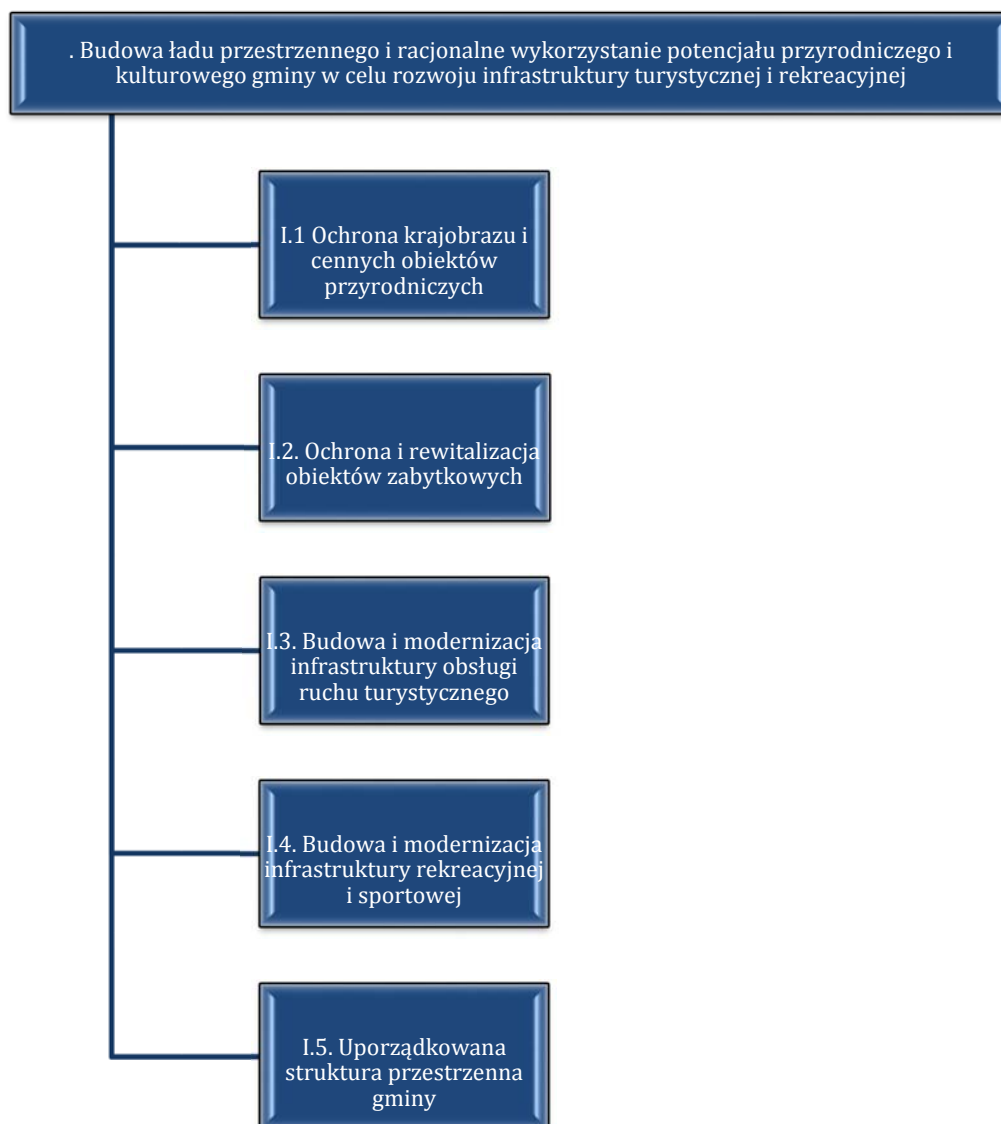 . Budowa ładu przestrzennego i racjonalne wykorzystanie potencjału przyrodniczego i
kulturowego gminy w celu rozwoju infrastruktury turystycznej i rekreacyjnej
I.1 Ochrona krajobrazu i
cennych obiektów
przyrodniczych
I.2. Ochrona i rewitalizacja
obiektów zabytkowych
I.3. Budowa i modernizacja
infrastruktury obsługi
ruchu turystycznego
I.4. Budowa i modernizacja
infrastruktury rekreacyjnej
i sportowej
I.5. Uporządkowana
struktura przestrzenna
gminy